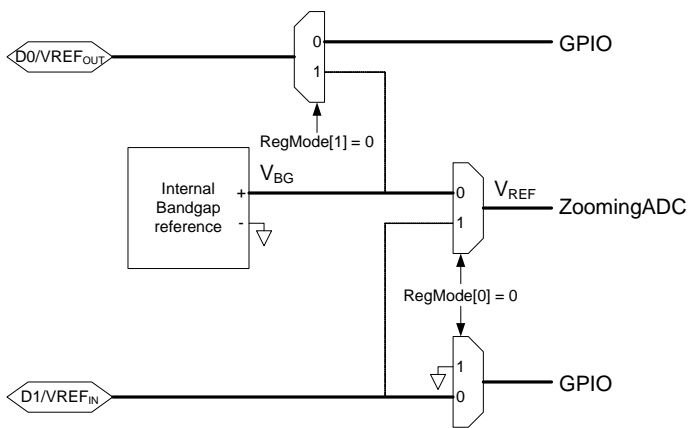 D0/VREFOUT
0
1
GPIO
RegMode[1] = 0
Internal
Bandgap
reference
+
-
VBG
0
1
VREF
ZoomingADC
RegMode[0] = 0
D1/VREFIN
1
0
GPIO